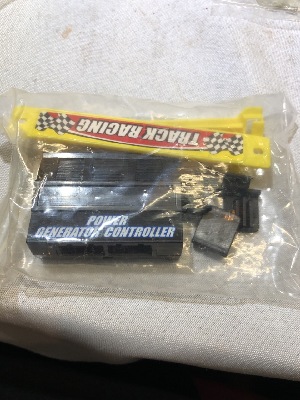 TRACK RACING
POWER
GENERATOR CONTROLLER